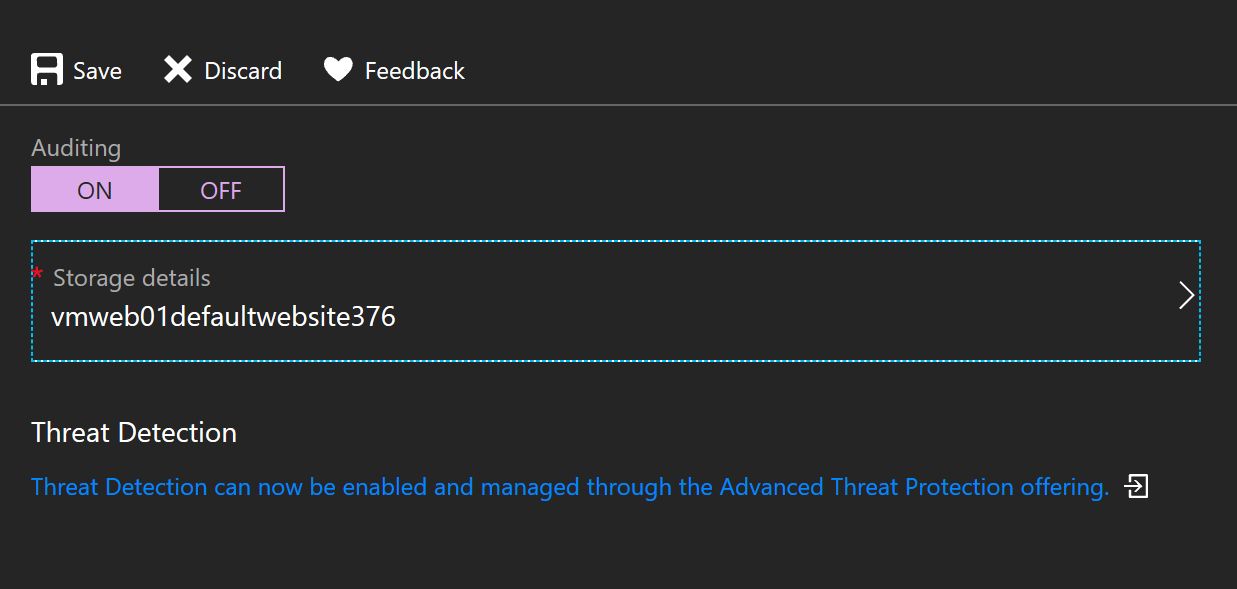 Save Discard Feedback
Auditing
ON OFF
* Storage details
vmweb01defaultwebsite376
Threat Detection
Threat Detection can now be enabled and managed through the Advanced Threat Protection offering.